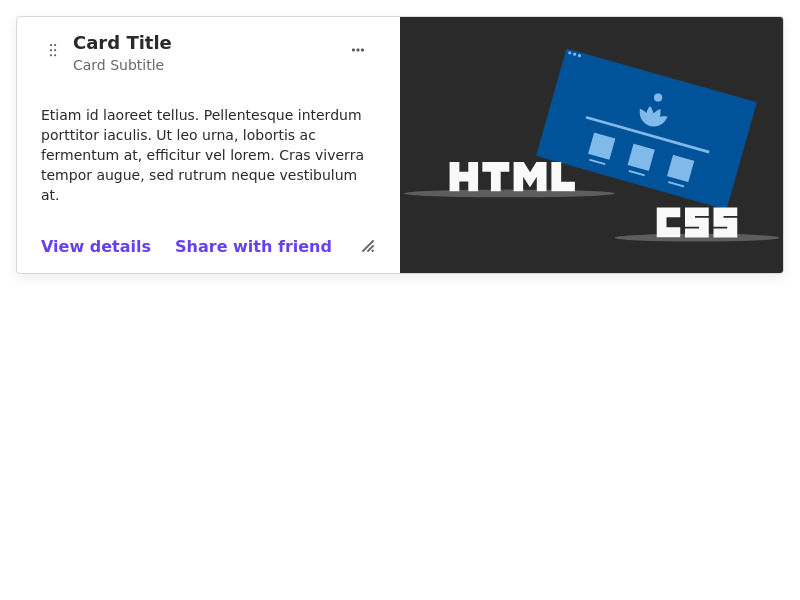 Card Title
Card Subtitle
Etiam id laoreet tellus. Pellentesque interdum
porttitor iaculis. Ut leo urna, lobortis ac
fermentum at, efficitur vel lorem. Cras viverra
tempor augue, sed rutrum neque vestibulum
at.
View details
Share with friend
HTML
CSS